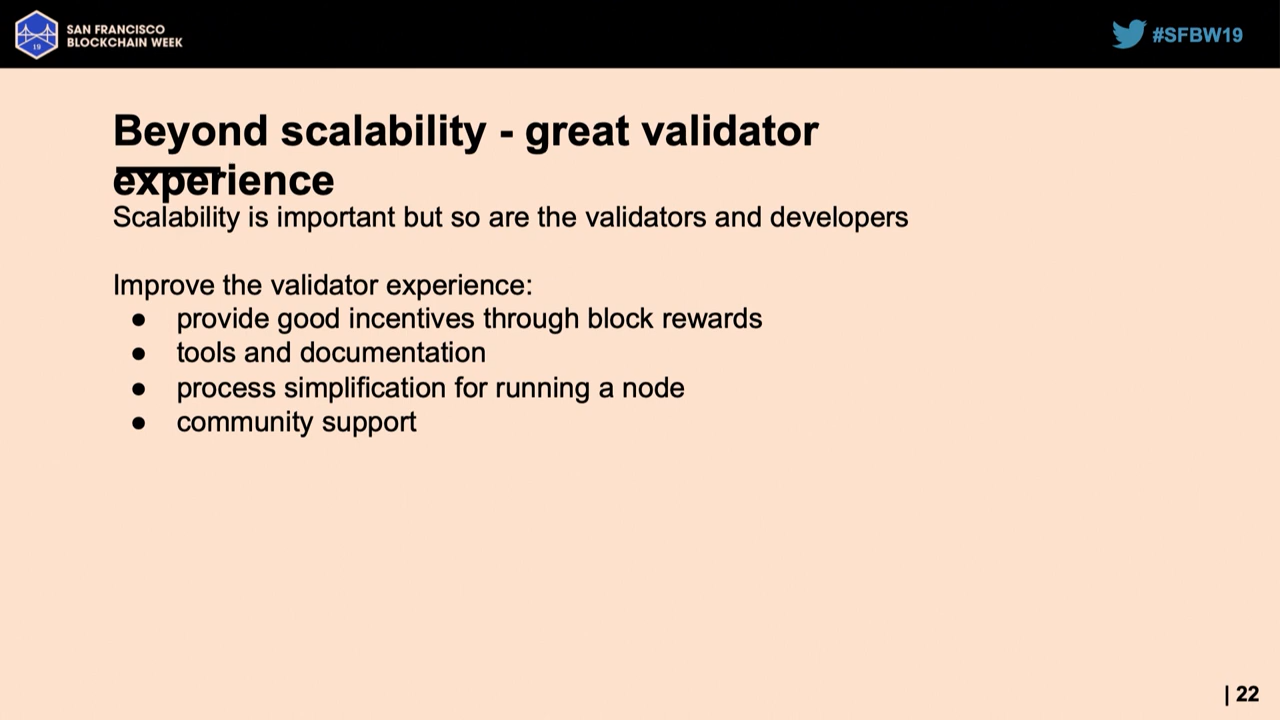 SAN FRANCISCO
BLOCKCHAIN WEEK
19
#SFBW19
Beyond scalability - great validator
experience
Scalability is important but so are the validators and developers
Improve the validator experience:
● provide good incentives through block rewards
● tools and documentation
● process simplification for running a node
● community support
| 22